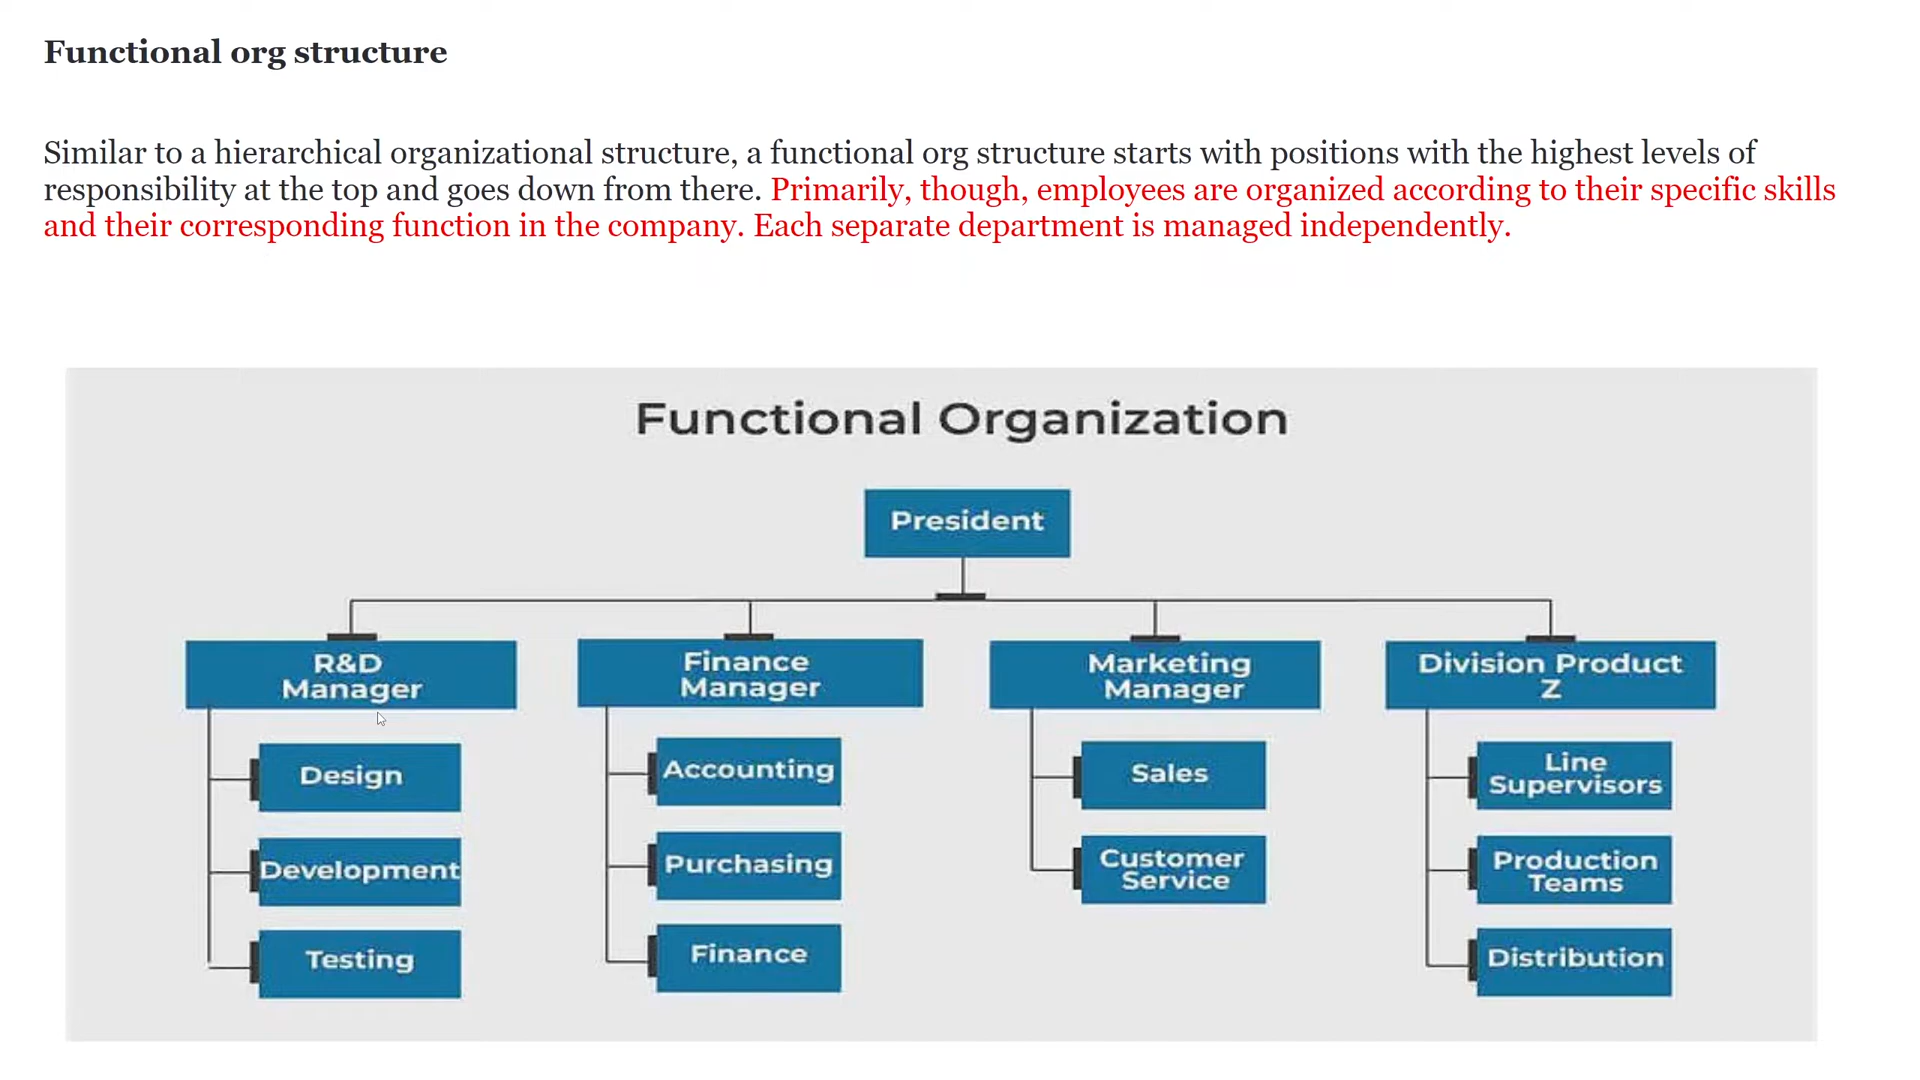 Functional org structure
Similar to a hierarchical organizational structure, a functional org structure starts with positions with the highest levels of
responsibility at the top and goes down from there. Primarily, though, employees are organized according to their specific skills
and their corresponding function in the company. Each separate department is managed independently.
Functional Organization
President
R&D
Manager
Design
Development
Testing
Finance
Manager
Accounting
Purchasing
Finance
Marketing
Manager
Sales
Customer
Service
Division Product
Z
Line
Supervisors
Production
Teams
Distribution